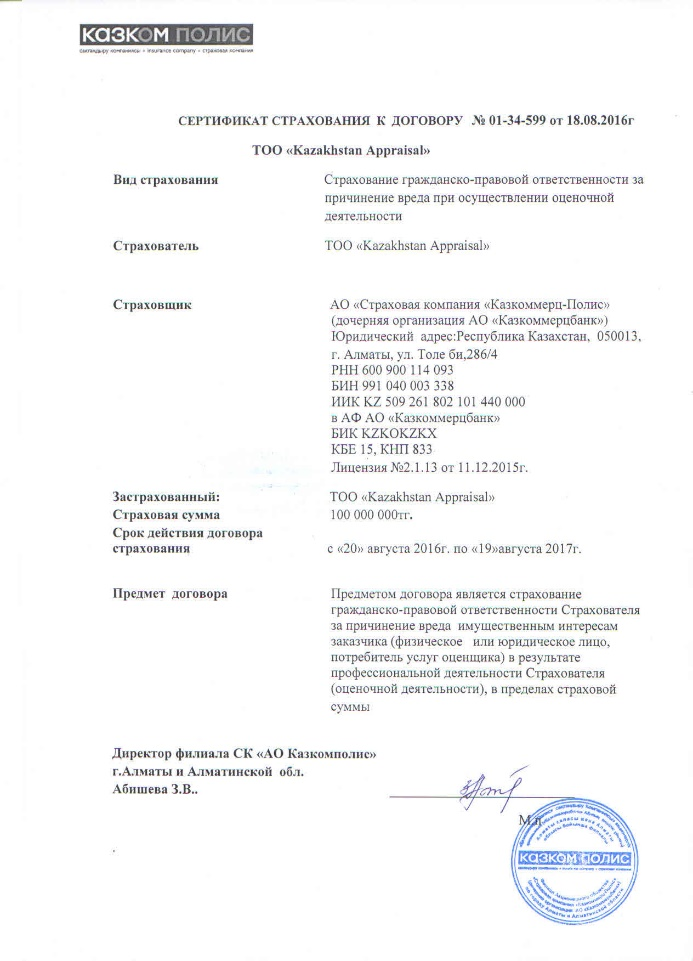 казком полис
сақтандыру компаниясы • insurance company • страховая компания
СЕРТИФИКАТ СТРАХОВАНИЯ К ДОГОВОРУ № 01-34-599 от 18.08.2016г
ТОО «Kazakhstan Appraisal»
Вид страхования Страхование гражданско-правовой ответственности за
причинение вреда при осуществлении оценочной
деятельности
Страхователь ТОО «Kazakhstan Appraisal»
Страховщик АО «Страховая компания «Казкоммерц-Полис»
(дочерняя организация АО «Казкоммерцбанк»)
Юридический адрес:Республика Казахстан, 050013,
г. Алматы, ул. Толе би,286/4
РНН 600 900 114 093
БИН 991 040 003 338
ИИК KZ 509 261 802 101 440 000
в АФ АО «Казкоммерцбанк»
БИК KZKOKZKX
КБЕ 15, КНП 833
Лицензия №2.1.13 от 11.12.2015г.
Застрахованный: ТОО «Kazakhstan Appraisal»
Страховая сумма 100 000 000тг.
Срок действия договора
страхования с «20» августа 2016г. по «19»августа 2017г.
Предмет договора Предметом договора является страхование
гражданско-правовой ответственности Страхователя
за причинение вреда имущественным интересам
заказчика (физическое или юридическое лицо,
потребитель услуг оценщика) в результате
профессиональной деятельности Страхователя
(оценочной деятельности), в пределах страховой
суммы
Директор филиала СК «АО Казкомполис»
г.Алматы и Алматинской обл.
Абишева З.В..
М.п.
казком полис